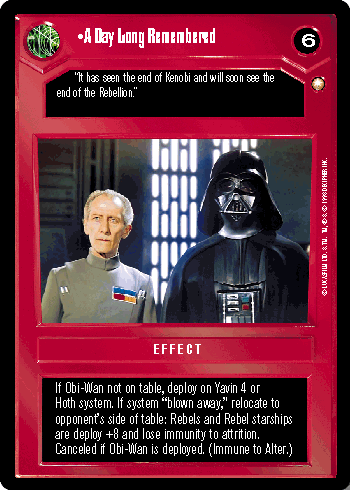 •A Day Long Remembered
6
"It has seen the end of Kenobi and will soon see the
end of the Rebellion."
EFFECT
If Obi-Wan not on table, deploy on Yavin 4 or
Hoth system. If system "blown away," relocate to
opponent's side of table: Rebels and Rebel starships
are deploy +8 and lose immunity to attrition.
Canceled if Obi-Wan is deployed. (Immune to Alter.)